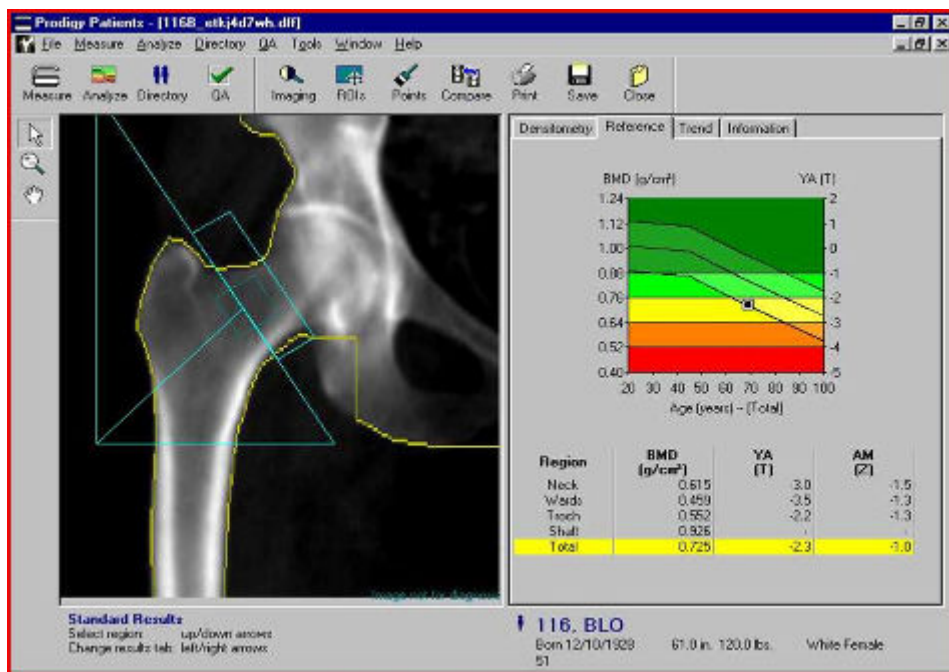 Prodigy Patients - [1168_etkj4d7wh.dlf]
File Measure Analyze Directory QA Tools Window Help
Measure Analyze Directory QA Imaging ROIs Points Compare Print Save Close
Densitometry Reference Trend Information
BMD (g/cm²) YA (T)
1.24 2
1.12 1
1.00 0
0.88 -1
0.76 -2
0.64 -3
0.52 -4
0.40 -5
20 30 40 50 60 70 80 90 100
Age (years) - (Total)
Region BMD (g/cm²) YA (T) AM (Z)
Neck 0.615 -3.0 -1.5
Wards 0.459 -3.5 -1.3
Troch 0.552 -2.2 -1.3
Shaft 0.926 - -
Total 0.725 -2.3 -1.0
Image not for diagnosis
Standard Results
Select region: up/down arrows
Change results tab: left/right arrows
116, BLO
Born 12/10/1928 61.0 in. 120.0 lbs. White Female
51